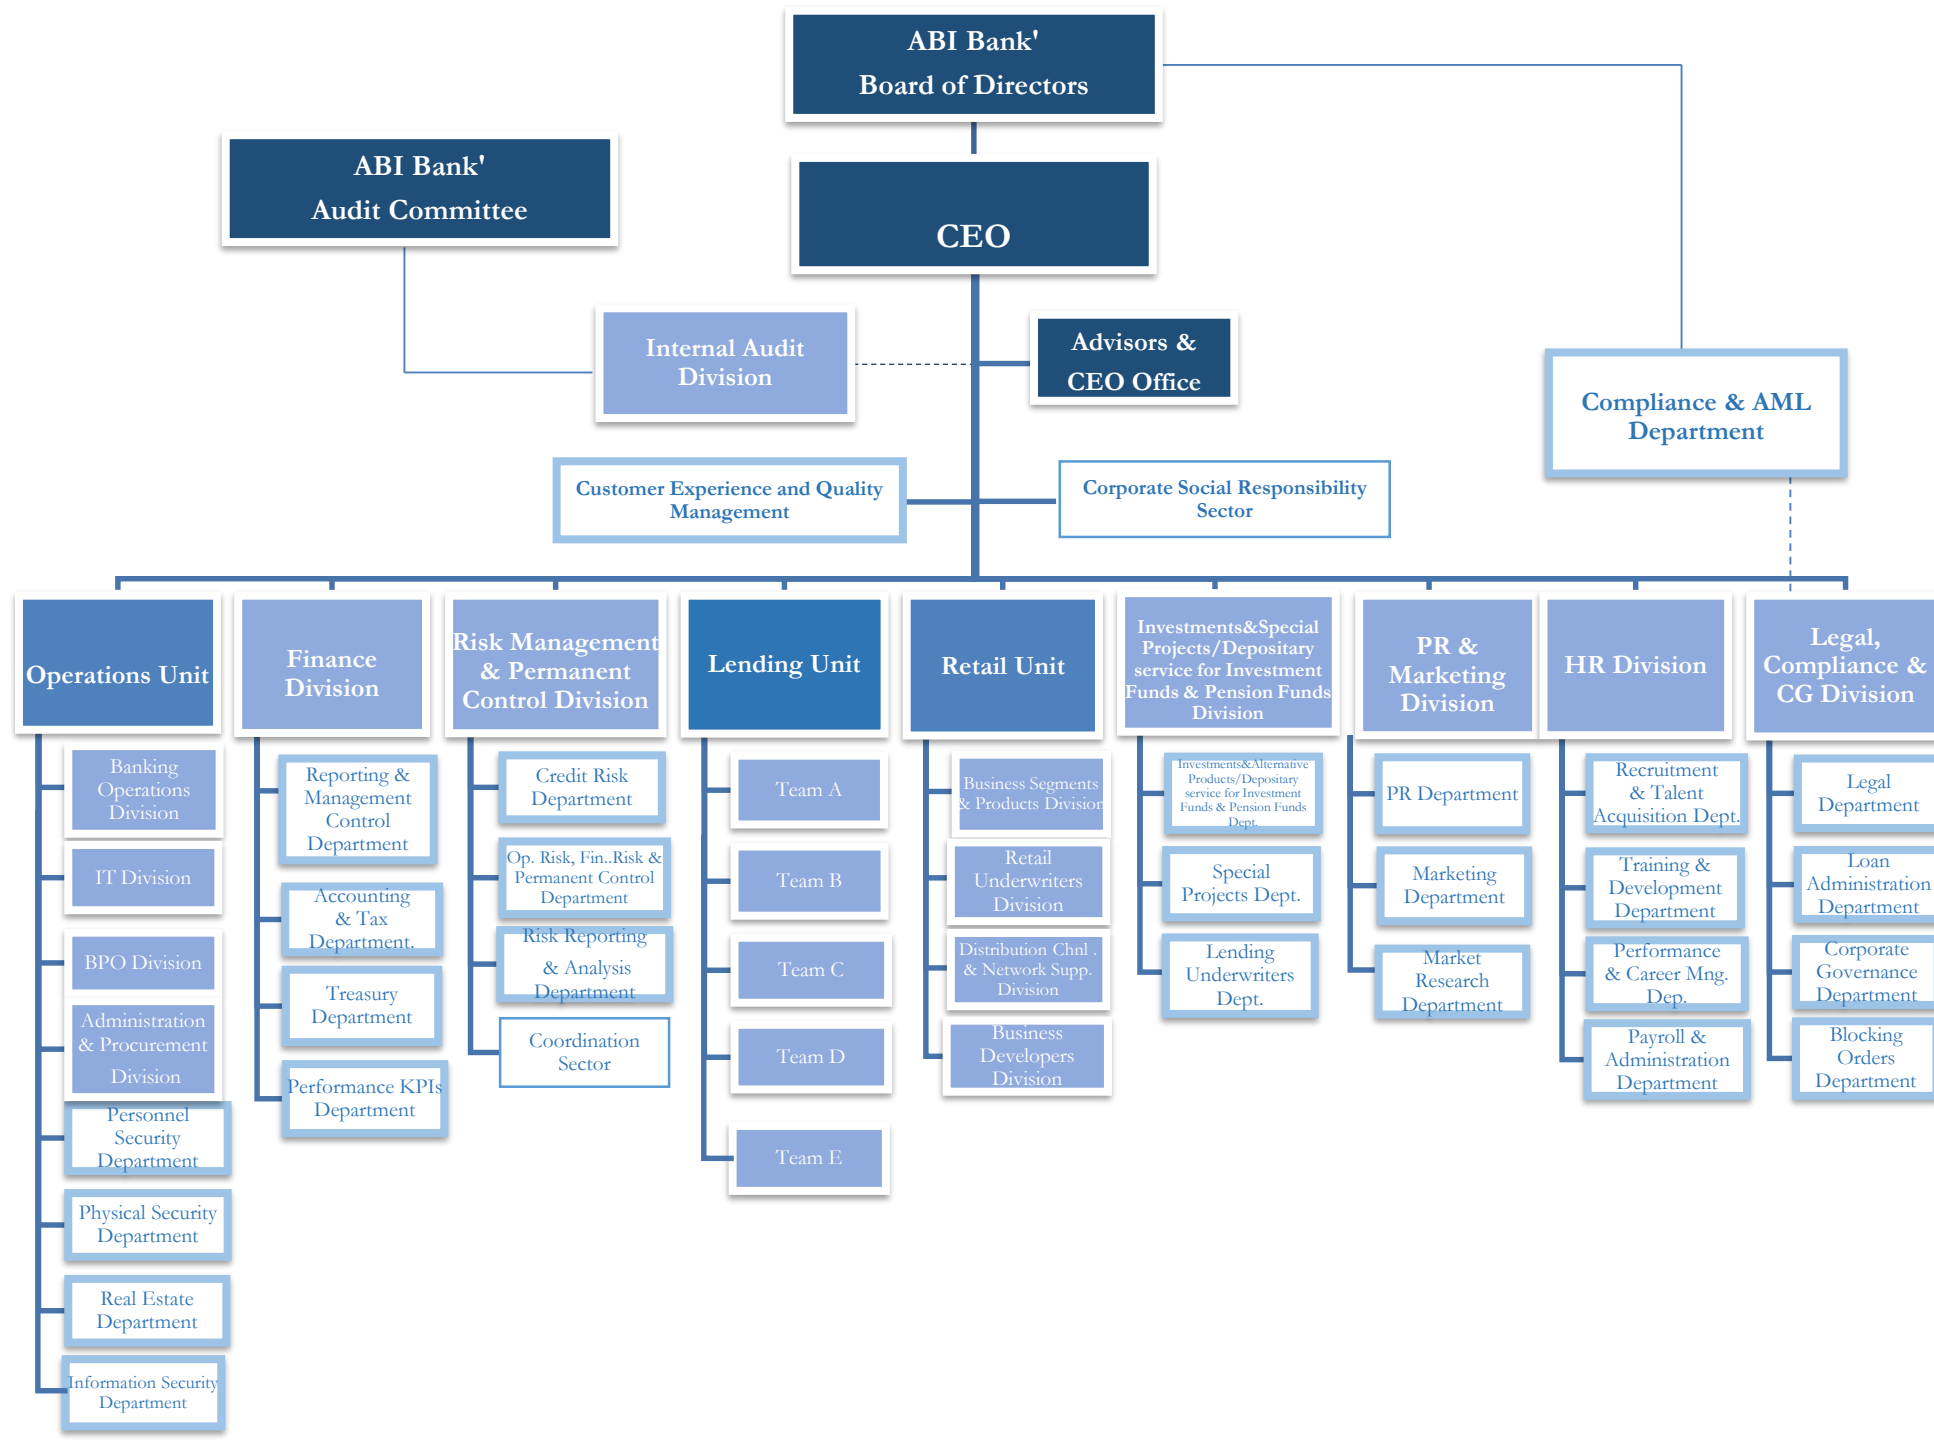 ABI Bank'
Board of Directors
ABI Bank'
Audit Committee
CEO
Internal Audit
Division
Advisors &
CEO Office
Compliance & AML
Department
Customer Experience and Quality
Management
Corporate Social Responsibility
Sector
Operations Unit
Finance
Division
Risk Management
& Permanent
Control Division
Lending Unit
Retail Unit
Investments&Special
Projects/Depositary
service for Investment
Funds & Pension Funds
Division
PR &
Marketing
Division
HR Division
Legal,
Compliance &
CG Division
Banking
Operations
Division
IT Division
BPO Division
Administration
& Procurement
Division
Personnel
Security
Department
Physical Security
Department
Real Estate
Department
Information Security
Department
Reporting &
Management
Control
Department
Accounting
& Tax
Department.
Treasury
Department
Performance KPIs
Department
Credit Risk
Department
Op. Risk, Fin..Risk &
Permanent Control
Department
Risk Reporting
& Analysis
Department
Coordination
Sector
Team A
Team B
Team C
Team D
Team E
Business Segments
& Products Division
Retail
Underwriters
Division
Distribution Chnl .
& Network Supp.
Division
Business
Developers
Division
Investments&Alternative
Products/Depositary
service for Investment
Funds & Pension Funds
Dept.
Special
Projects Dept.
Lending
Underwriters
Dept.
PR Department
Marketing
Department
Market
Research
Department
Recruitment
& Talent
Acquisition Dept.
Training &
Development
Department
Performance
& Career Mng.
Dep.
Payroll &
Administration
Department
Legal
Department
Loan
Administration
Department
Corporate
Governance
Department
Blocking
Orders
Department